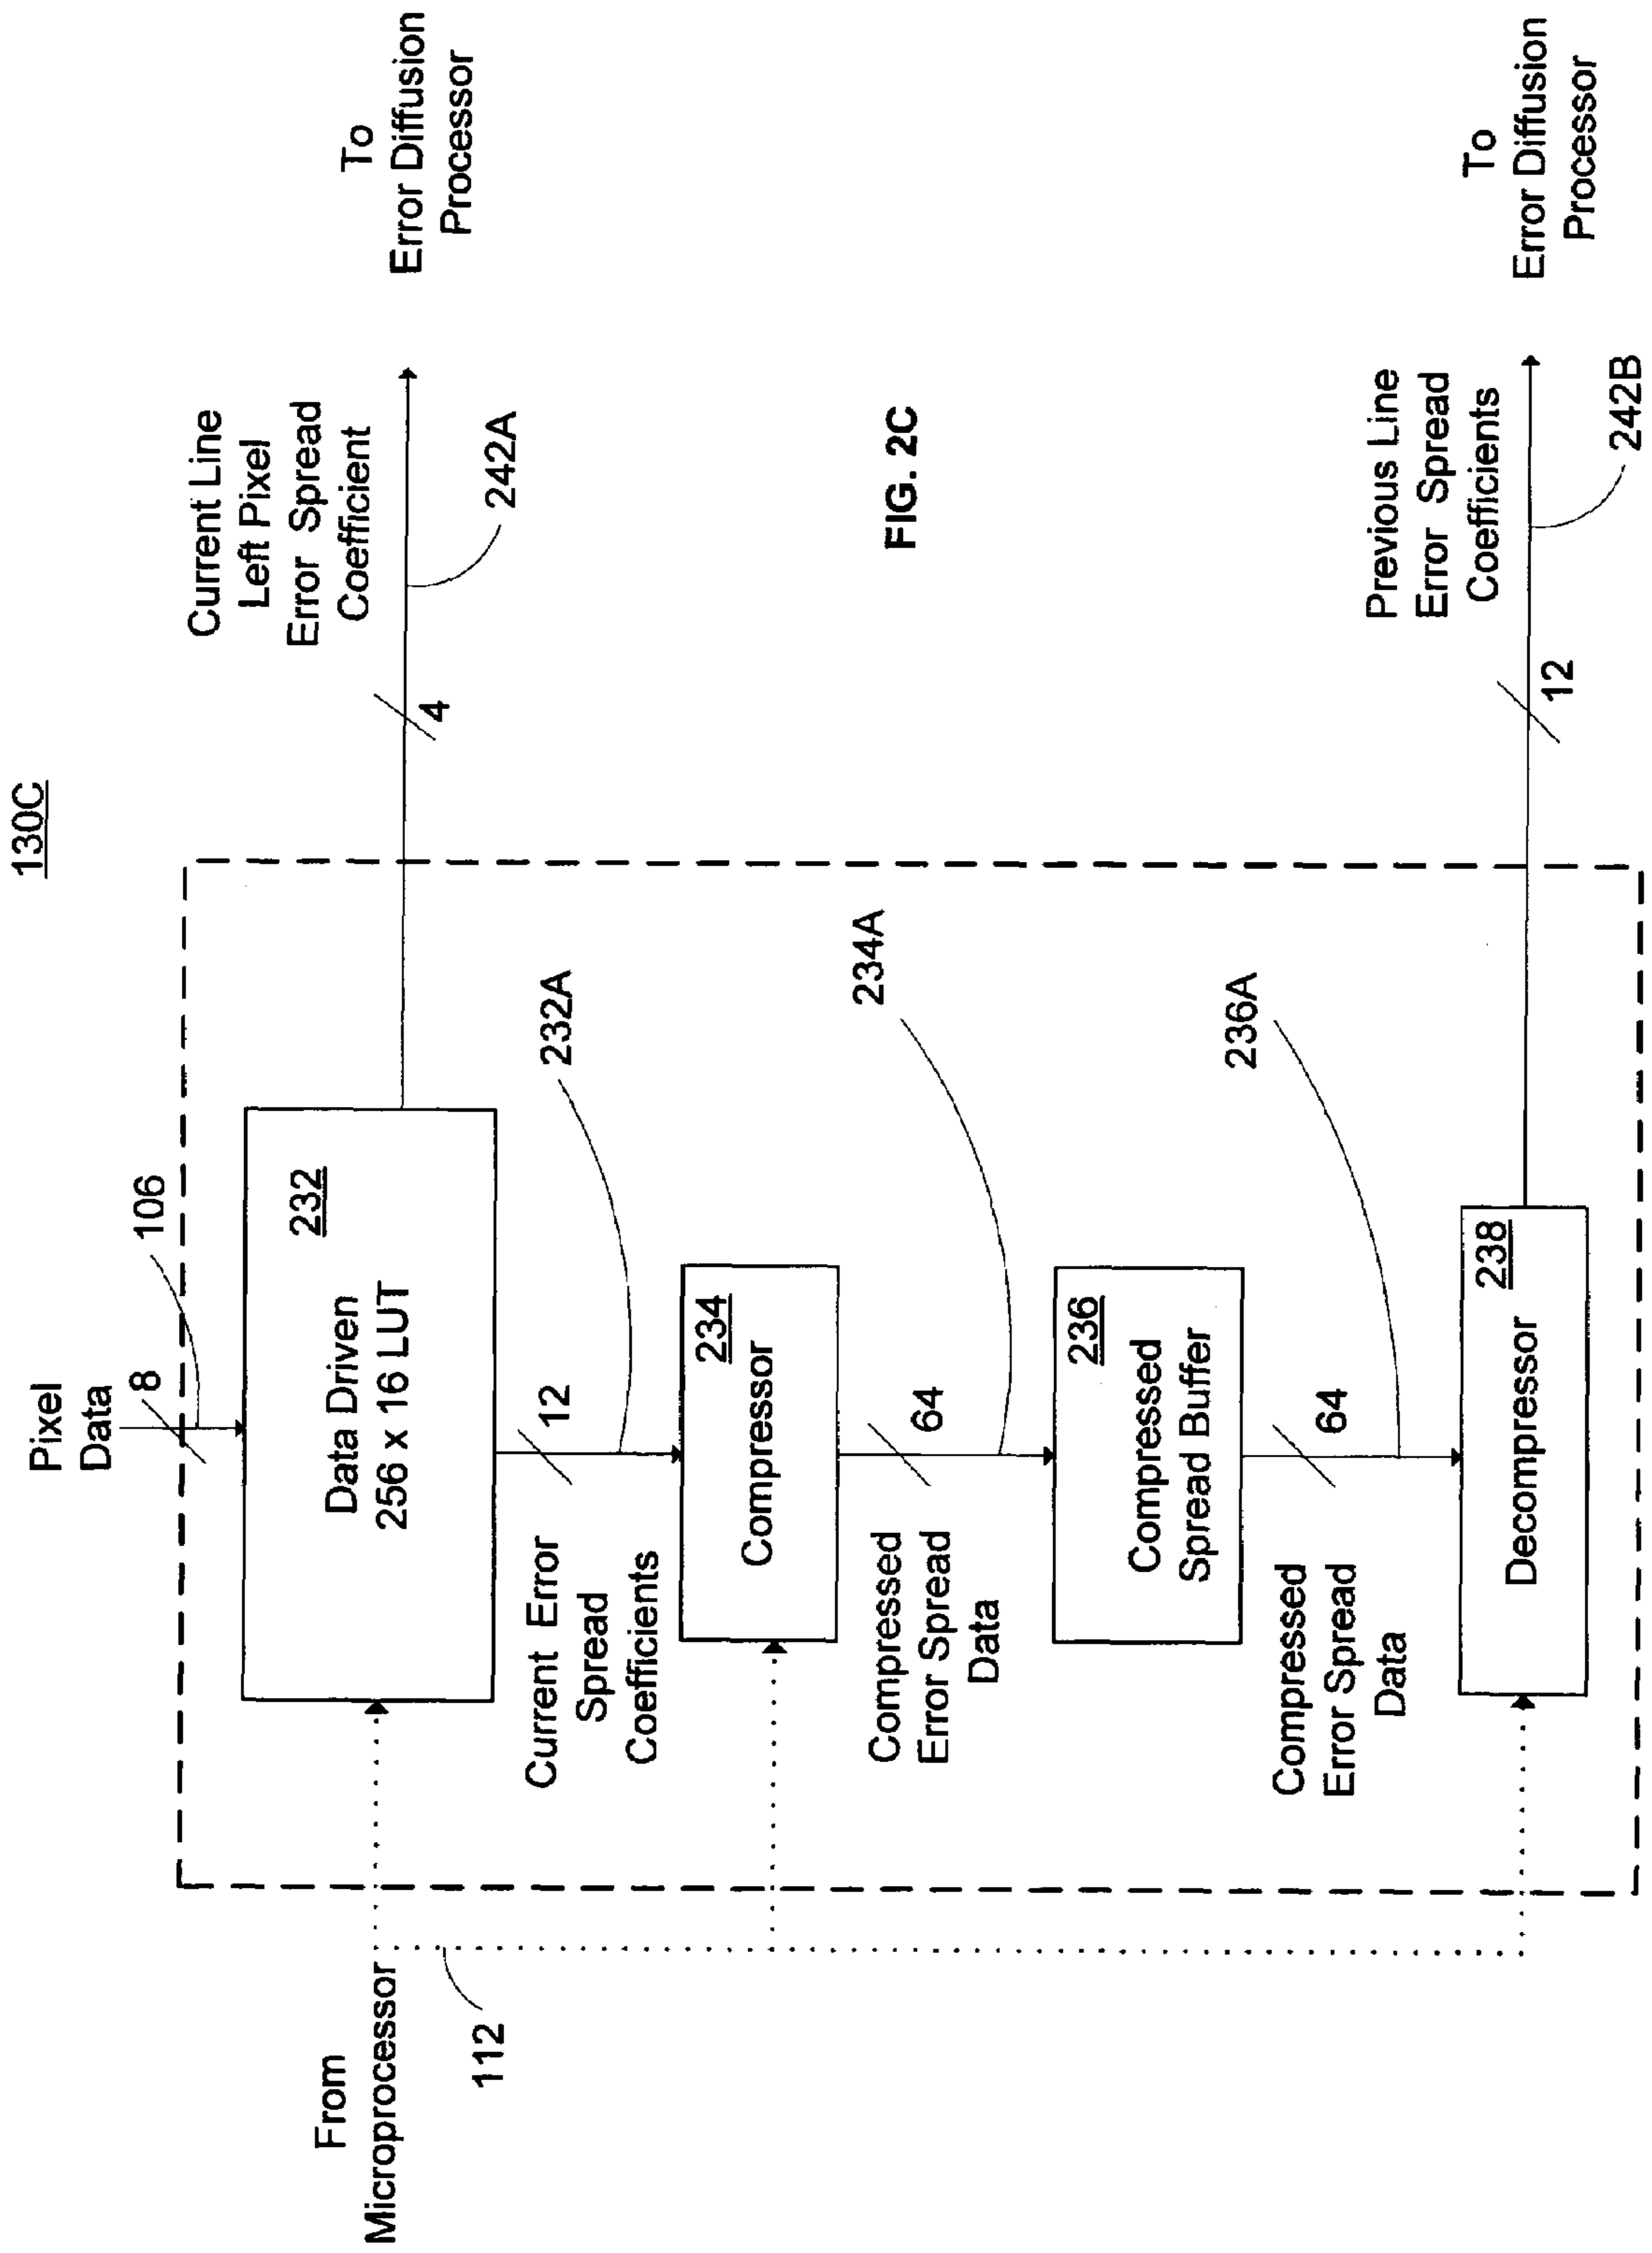 130C
Pixel
Data
8
106
Data Driven
256 x 16 LUT
232
Current Line
Left Pixel
Error Spread
Coefficient
4
242A
To
Error Diffusion
Processor
From
Microprocessor
112
Current Error
Spread
Coefficients
12
232A
234
Compressor
Compressed
Error Spread
Data
64
234A
FIG. 2C
236
Compressed
Spread Buffer
Compressed
Error Spread
Data
64
236A
238
Decompressor
Previous Line
Error Spread
Coefficients
12
242B
To
Error Diffusion
Processor